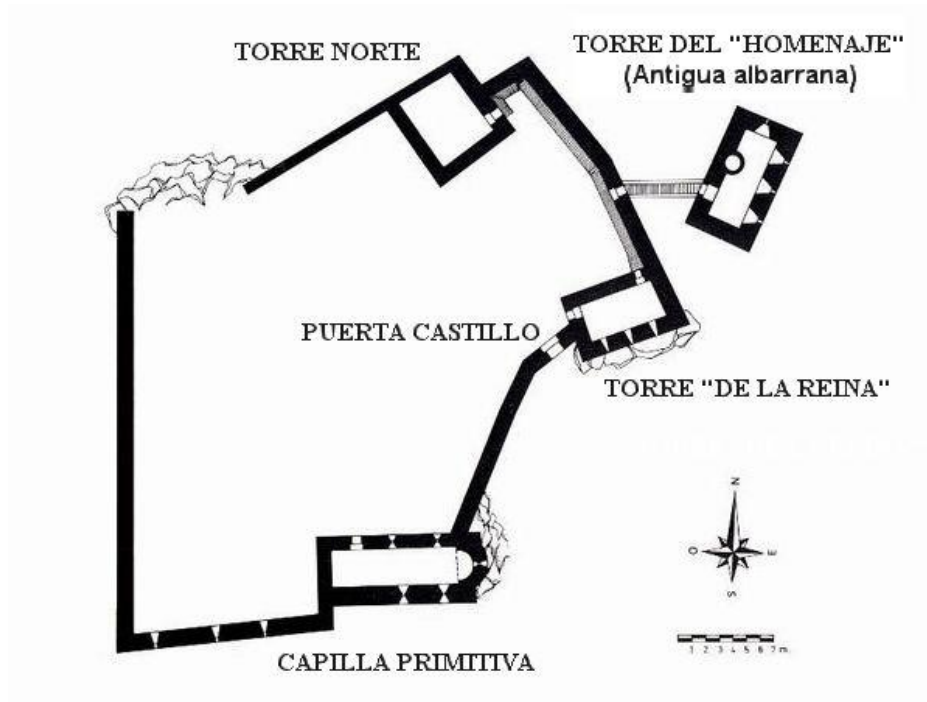 TORRE NORTE
TORRE DEL "HOMENAJE"
(Antigua albarrana)
PUERTA CASTILLO
TORRE "DE LA REINA"
N
O
E
S
1 2 3 4 5 6 7 m.
CAPILLA PRIMITIVA